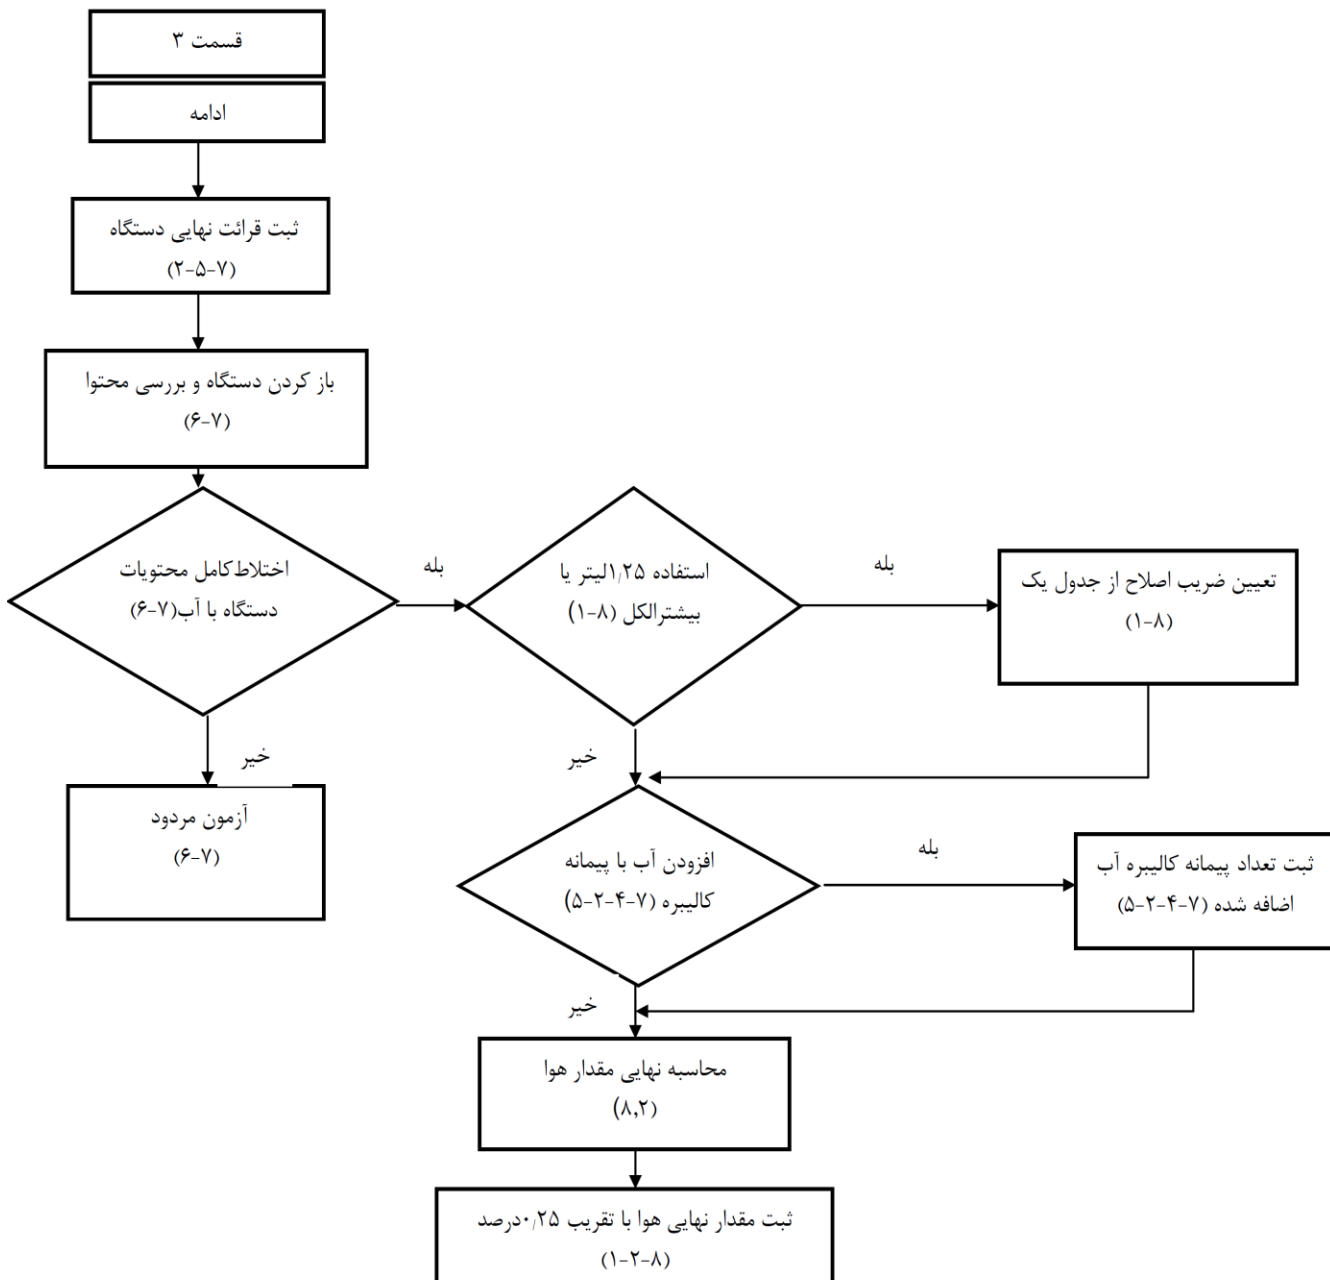 قسمت ۳
ادامه
ثبت قرائت نهایی دستگاه
(۲-۵-۷)
باز کردن دستگاه و بررسی محتوا
(۶-۷)
اختلاط کامل محتویات
دستگاه با آب(۶-۷)
بله
استفاده ۱٫۲۵لیتر یا
بیشترالکل (۱-۸)
بله
تعیین ضریب اصلاح از جدول یک
(۱-۸)
خیر
آزمون مردود
(۶-۷)
خیر
افزودن آب با پیمانه
کالیبره (۵-۲-۴-۷)
بله
ثبت تعداد پیمانه کالیبره آب
اضافه شده (۵-۲-۴-۷)
خیر
محاسبه نهایی مقدار هوا
(۸,۲)
ثبت مقدار نهایی هوا با تقریب ۰٫۲۵درصد
(۱-۲-۸)